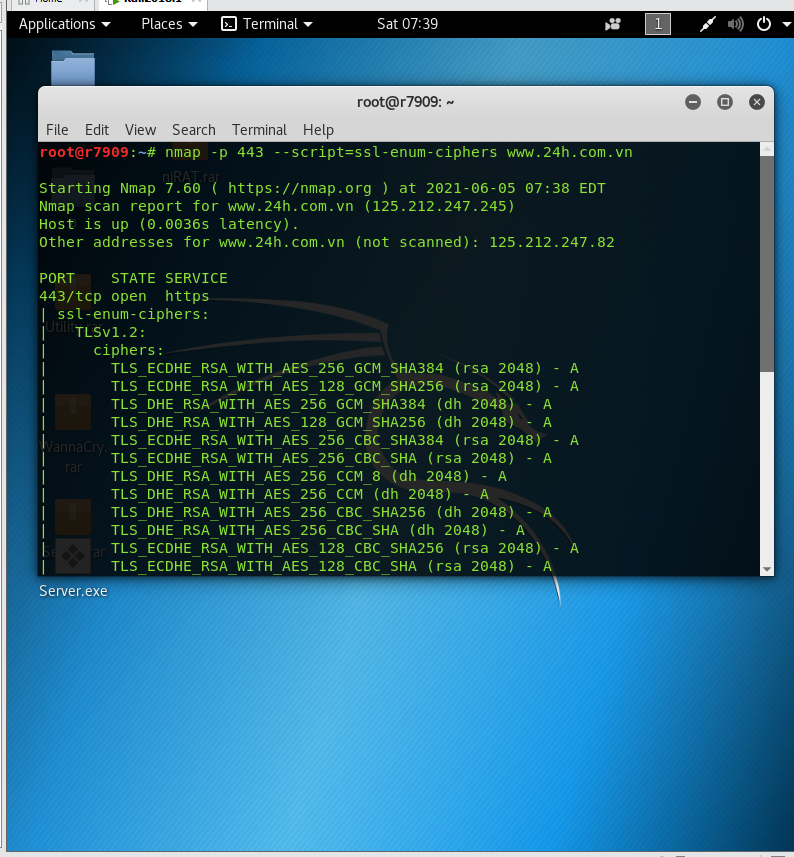 Applications Places Terminal Sat 07:39 1
root@r7909: ~
File Edit View Search Terminal Help
root@r7909:~# nmap -p 443 --script=ssl-enum-ciphers www.24h.com.vn
njRAT.rar
Starting Nmap 7.60 ( https://nmap.org ) at 2021-06-05 07:38 EDT
Nmap scan report for www.24h.com.vn (125.212.247.245)
Host is up (0.0036s latency).
Other addresses for www.24h.com.vn (not scanned): 125.212.247.82
PORT    STATE SERVICE
443/tcp open  https
| ssl-enum-ciphers:
|   TLSv1.2:
|     ciphers:
|       TLS_ECDHE_RSA_WITH_AES_256_GCM_SHA384 (rsa 2048) - A
|       TLS_ECDHE_RSA_WITH_AES_128_GCM_SHA256 (rsa 2048) - A
|       TLS_DHE_RSA_WITH_AES_256_GCM_SHA384 (dh 2048) - A
|       TLS_DHE_RSA_WITH_AES_128_GCM_SHA256 (dh 2048) - A
|       TLS_ECDHE_RSA_WITH_AES_256_CBC_SHA384 (rsa 2048) - A
WannaCry.
|       TLS_ECDHE_RSA_WITH_AES_256_CBC_SHA (rsa 2048) - A
rar
|       TLS_DHE_RSA_WITH_AES_256_CCM_8 (dh 2048) - A
|       TLS_DHE_RSA_WITH_AES_256_CCM (dh 2048) - A
|       TLS_DHE_RSA_WITH_AES_256_CBC_SHA256 (dh 2048) - A
|       TLS_DHE_RSA_WITH_AES_256_CBC_SHA (dh 2048) - A
|       TLS_ECDHE_RSA_WITH_AES_128_CBC_SHA256 (rsa 2048) - A
|       TLS_ECDHE_RSA_WITH_AES_128_CBC_SHA (rsa 2048) - A
Server.exe